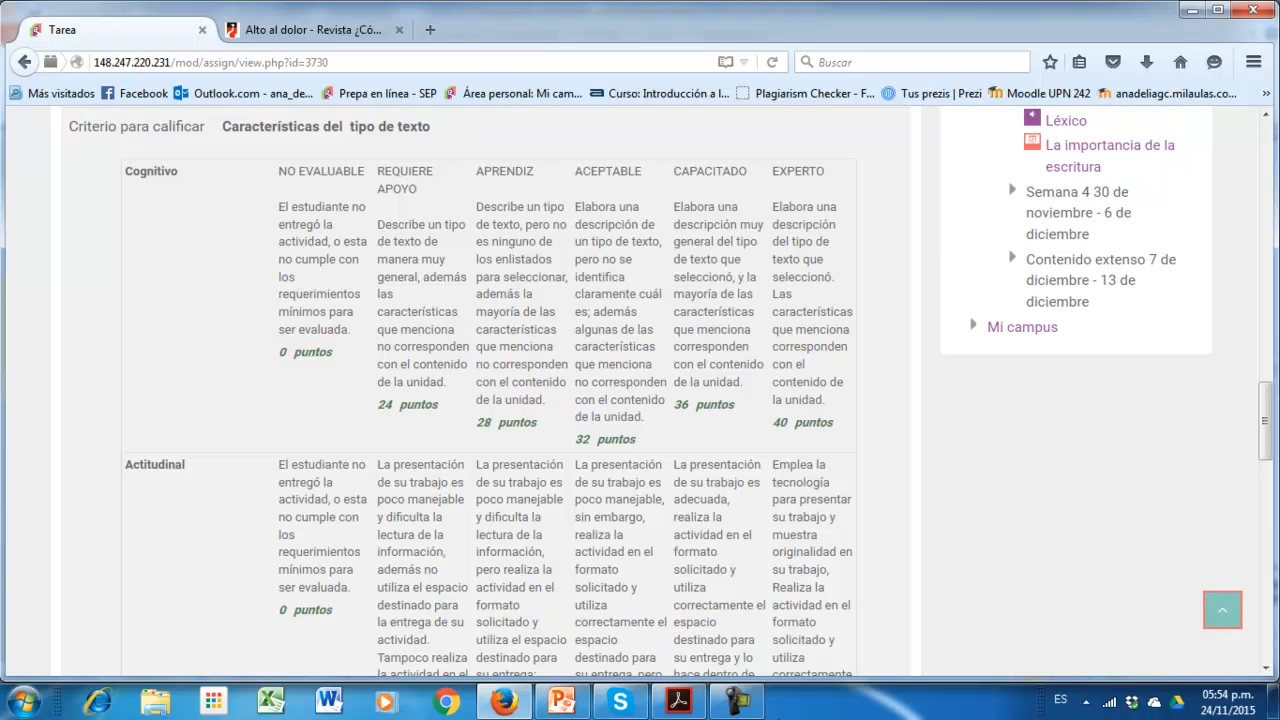 Tarea
Alto al dolor - Revista ¿Có...
148.247.220.231/mod/assign/view.php?id=3730
Buscar
Más visitados
Facebook
Outlook.com - ana_de...
Prepa en línea - SEP
Área personal: Mi cam...
Curso: Introducción a l...
Plagiarism Checker - F...
Tus prezis | Prezi
Moodle UPN 242
anadeliagc.milaulas.co...
Criterio para calificar Características del tipo de texto
Cognitivo
NO EVALUABLE
El estudiante no
entregó la
actividad, o esta
no cumple con
los
requerimientos
mínimos para
ser evaluada.
0 puntos
REQUIERE
APOYO
Describe un tipo
de texto de
manera muy
general, además
las
características
que menciona
no corresponden
con el contenido
de la unidad.
24 puntos
APRENDIZ
Describe un tipo
de texto, pero no
es ninguno de
los enlistados
para seleccionar,
además la
mayoría de las
características
que menciona
no corresponden
con el contenido
de la unidad.
28 puntos
ACEPTABLE
Elabora una
descripción de
un tipo de texto,
pero no se
identifica
claramente cuál
es; además
algunas de las
características
que menciona
no corresponden
con el contenido
de la unidad.
32 puntos
CAPACITADO
Elabora una
descripción muy
general del tipo
de texto que
seleccionó, y la
mayoría de las
características
que menciona
corresponden
con el contenido
de la unidad.
36 puntos
EXPERTO
Elabora una
descripción
del tipo de
texto que
seleccionó.
Las
características
que menciona
corresponden
con el
contenido de
la unidad.
40 puntos
Actitudinal
El estudiante no
entregó la
actividad, o esta
no cumple con
los
requerimientos
mínimos para
ser evaluada.
0 puntos
La presentación
de su trabajo es
poco manejable
y dificulta la
lectura de la
información,
además no
utiliza el espacio
destinado para
la entrega de su
actividad.
Tampoco realiza
la actividad en el
La presentación
de su trabajo es
poco manejable
y dificulta la
lectura de la
información,
pero realiza la
actividad en el
formato
solicitado y
utiliza el espacio
destinado para
su entrega;
La presentación
de su trabajo es
poco manejable,
sin embargo,
realiza la
actividad en el
formato
solicitado y
utiliza
correctamente el
espacio
destinado para
su entrega, pero
La presentación
de su trabajo es
adecuada,
realiza la
actividad en el
formato
solicitado y
utiliza
correctamente el
espacio
destinado para
su entrega y lo
hace dentro de
Emplea la
tecnología
para presentar
su trabajo y
muestra
originalidad en
su trabajo,
Realiza la
actividad en el
formato
solicitado y
utiliza
correctamente
Léxico
La importancia de la
escritura
Semana 4 30 de
noviembre - 6 de
diciembre
Contenido extenso 7 de
diciembre - 13 de
diciembre
Mi campus
ES
05:54 p.m.
24/11/2015